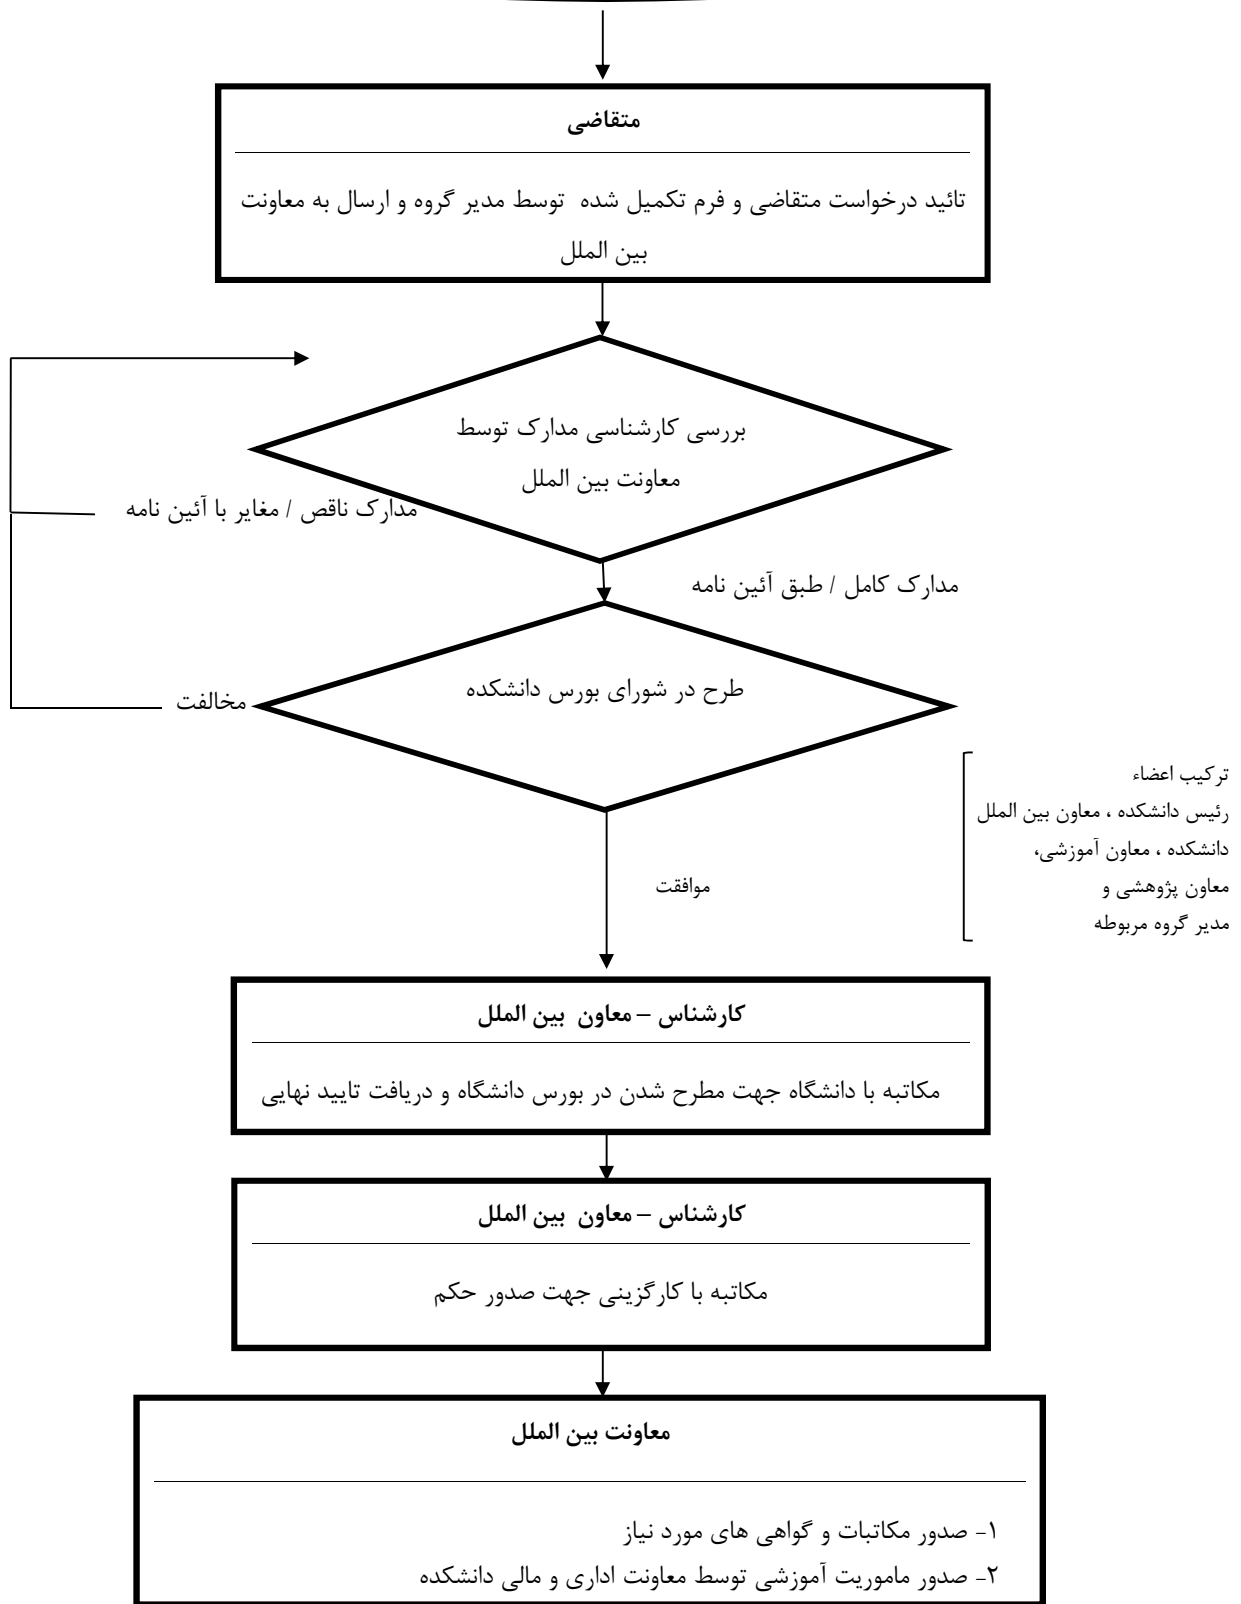 متقاضی
تائید درخواست متقاضی و فرم تکمیل شده توسط مدیر گروه و ارسال به معاونت
بین الملل
بررسی کارشناسی مدارک توسط
معاونت بین الملل
مدارک ناقص / مغایر با آئین نامه
مدارک کامل / طبق آئین نامه
طرح در شورای بورس دانشکده
مخالفت
ترکیب اعضاء
رئیس دانشکده ، معاون بین الملل
دانشکده ، معاون آموزشی،
معاون پژوهشی و
مدیر گروه مربوطه
موافقت
کارشناس – معاون بین الملل
مکاتبه با دانشگاه جهت مطرح شدن در بورس دانشگاه و دریافت تایید نهایی
کارشناس – معاون بین الملل
مکاتبه با کارگزینی جهت صدور حکم
معاونت بین الملل
۱- صدور مکاتبات و گواهی های مورد نیاز
۲- صدور ماموریت آموزشی توسط معاونت اداری و مالی دانشکده